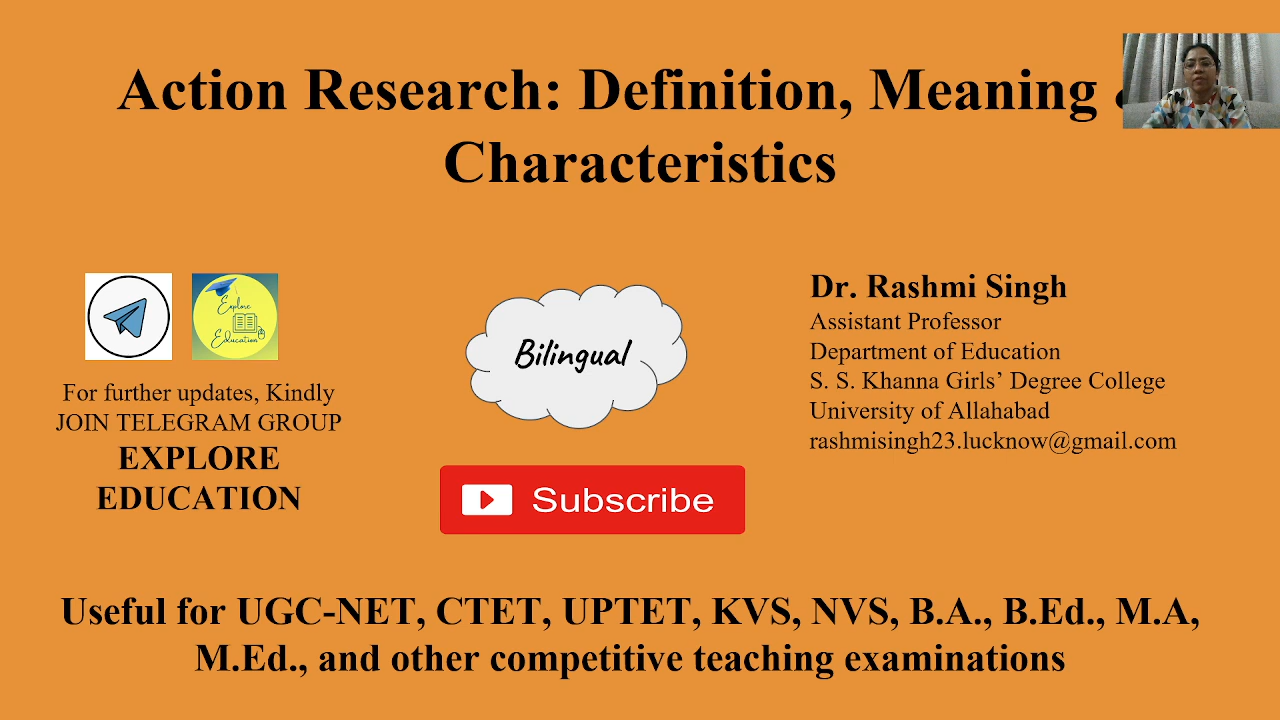 Action Research: Definition, Meaning
Characteristics
Explore
Education
For further updates, Kindly
JOIN TELEGRAM GROUP
EXPLORE
EDUCATION
Bilingual
Subscribe
Dr. Rashmi Singh
Assistant Professor
Department of Education
S. S. Khanna Girls’ Degree College
University of Allahabad
rashmisingh23.lucknow@gmail.com
Useful for UGC-NET, CTET, UPTET, KVS, NVS, B.A., B.Ed., M.A,
M.Ed., and other competitive teaching examinations